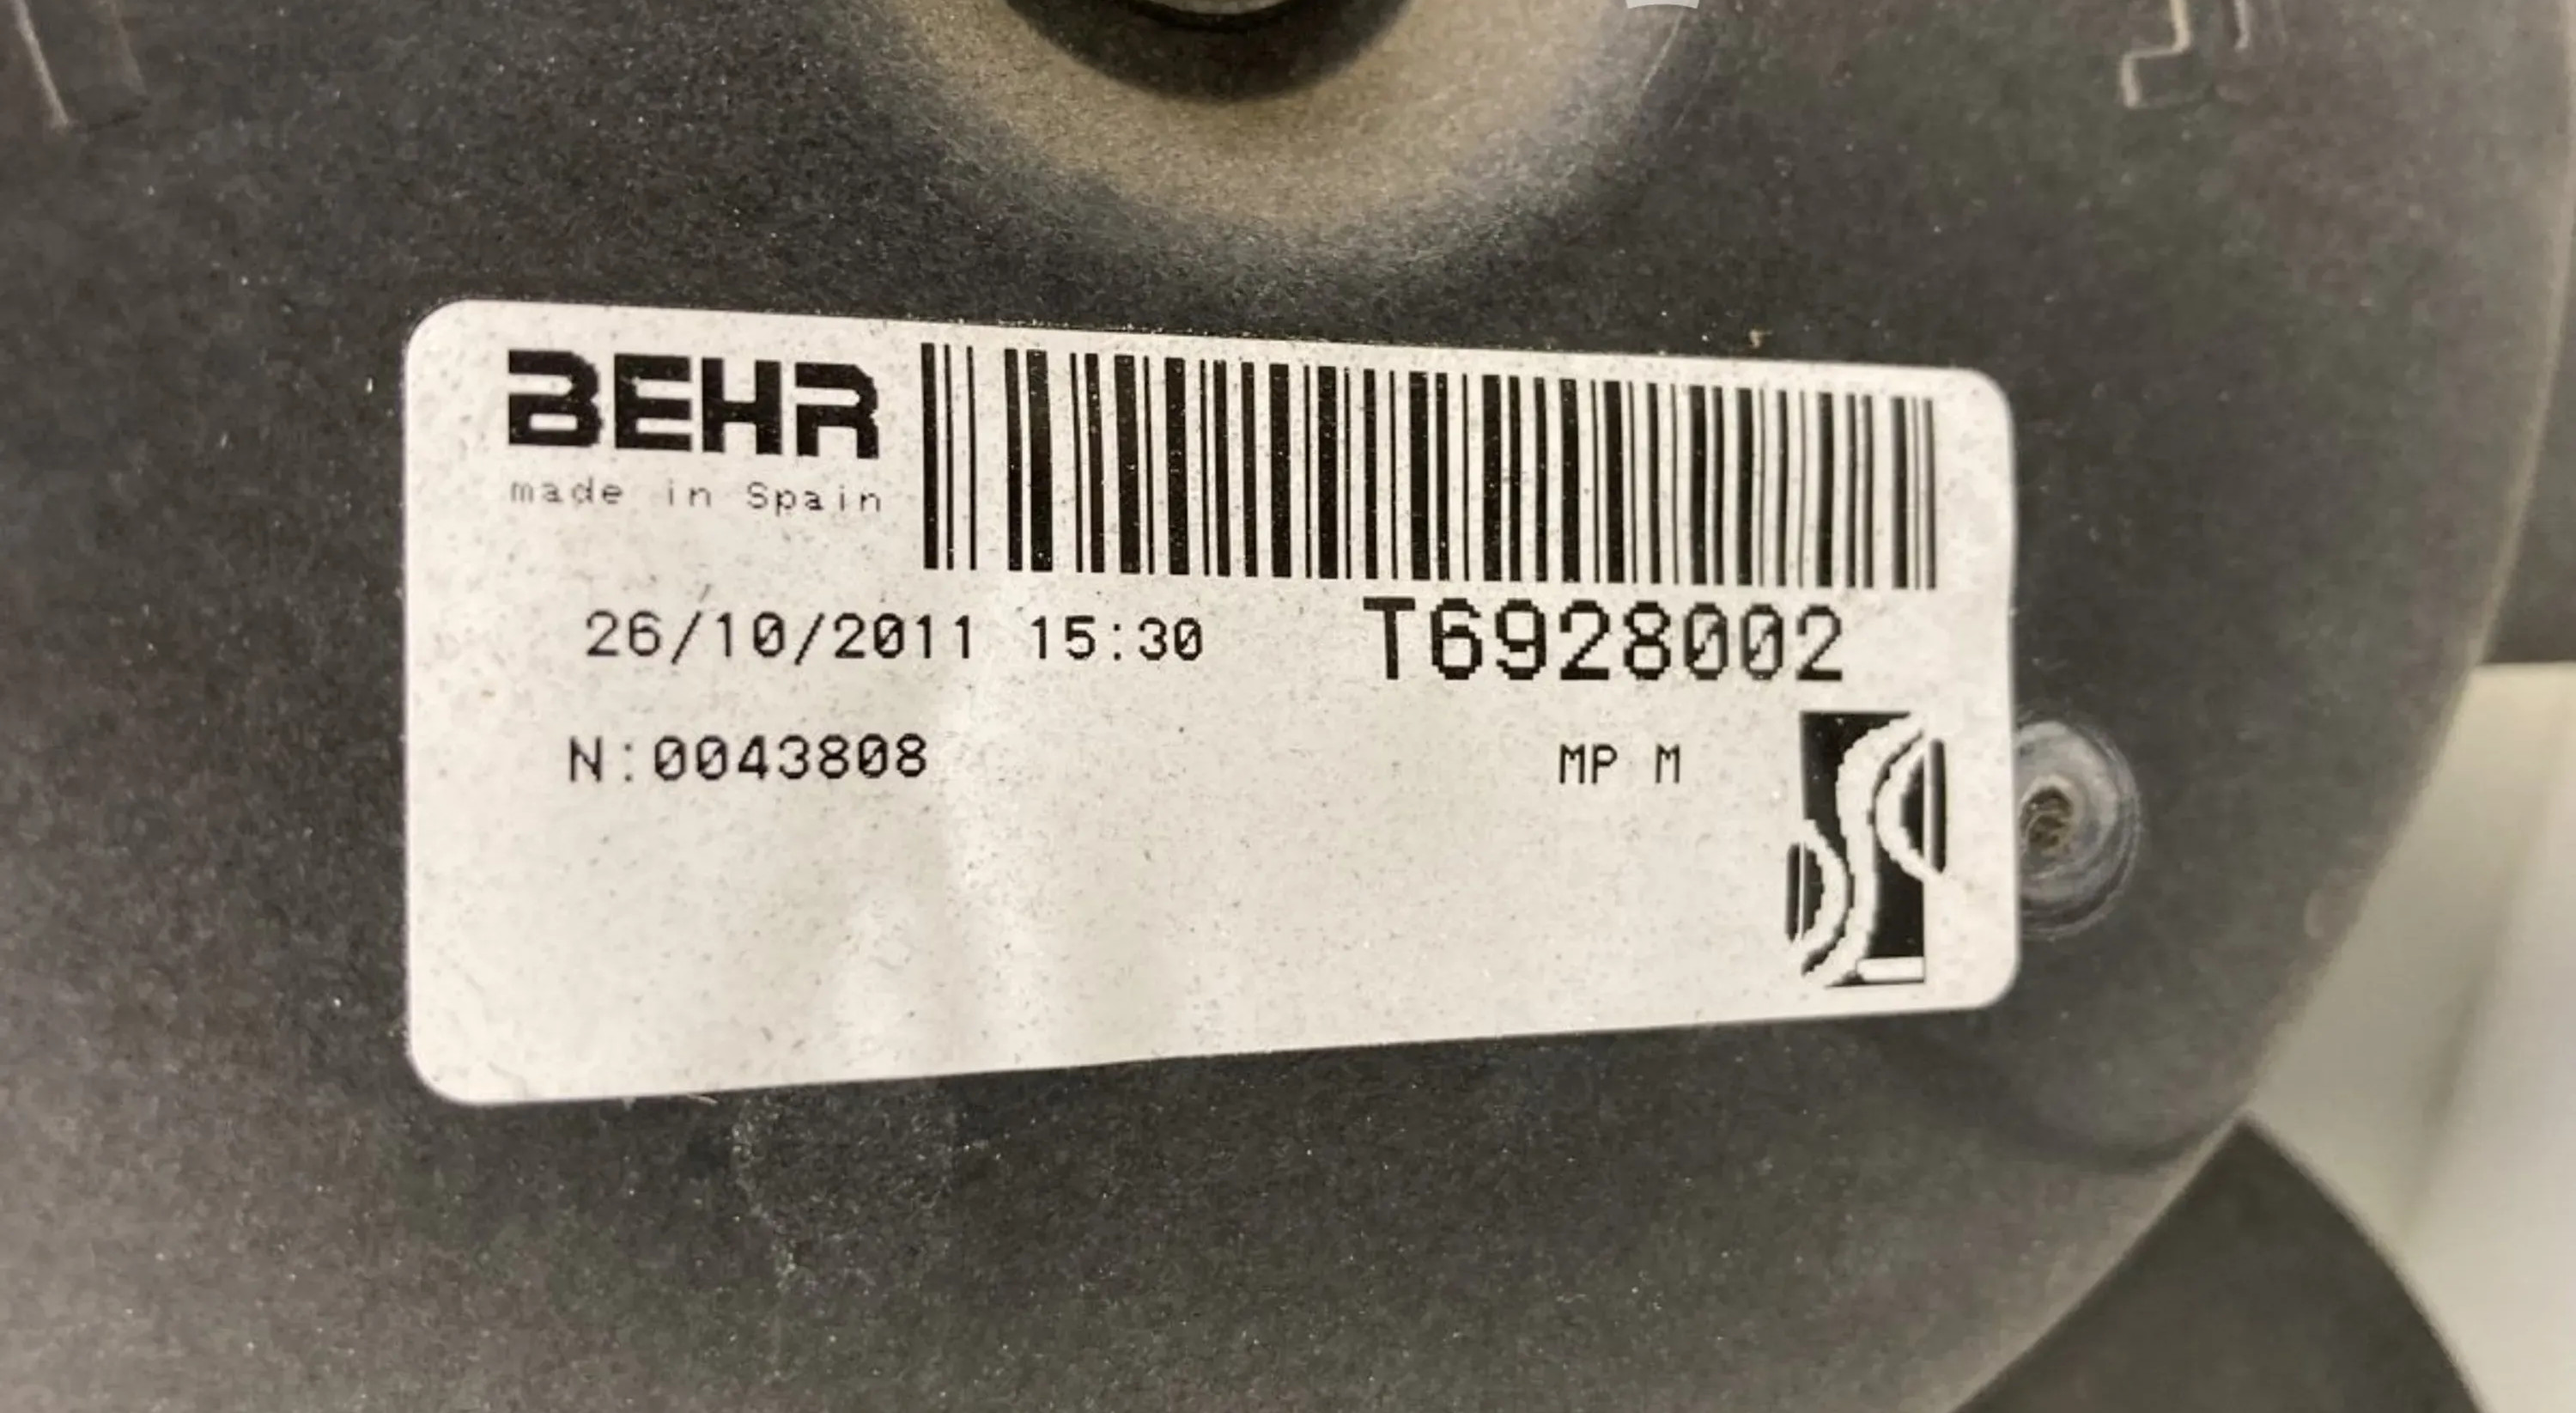 BEHR
made in Spain
26/10/2011 15:30 T6928002
N:0043808 MP M